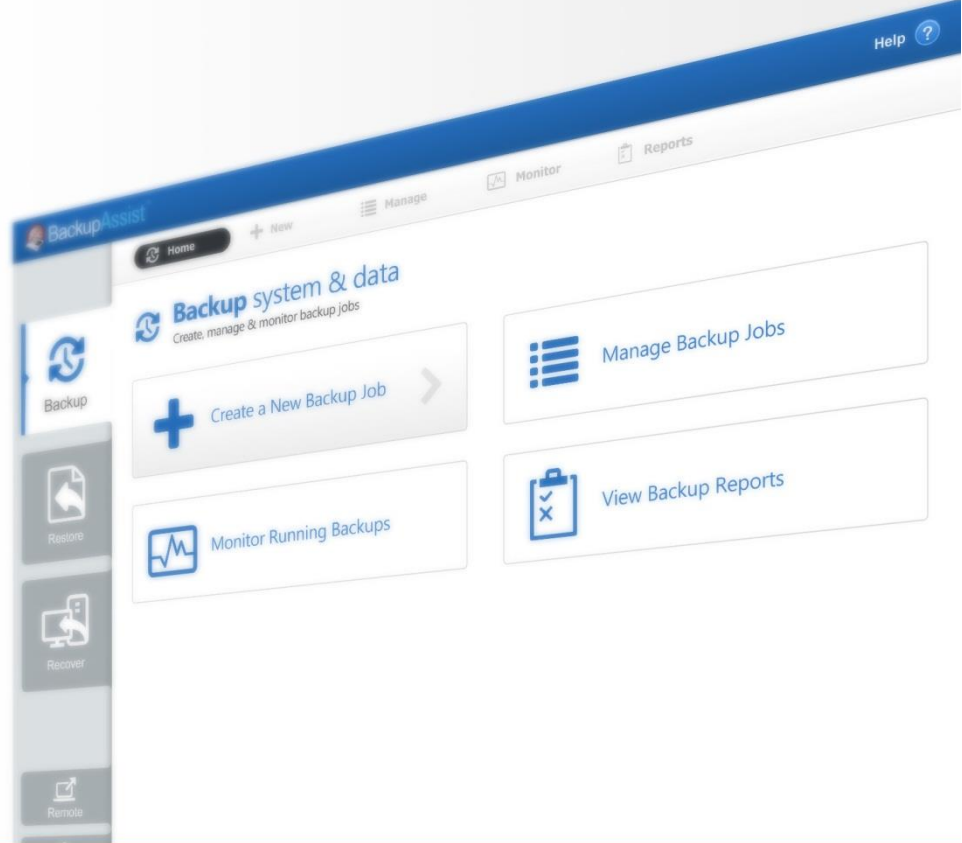 Help ?
BackupAssist
Home
New
Manage
Monitor
Reports
Backup system & data
Create, manage & monitor backup jobs
Backup
Create a New Backup Job
Manage Backup Jobs
Restore
Monitor Running Backups
View Backup Reports
Recover
Remote